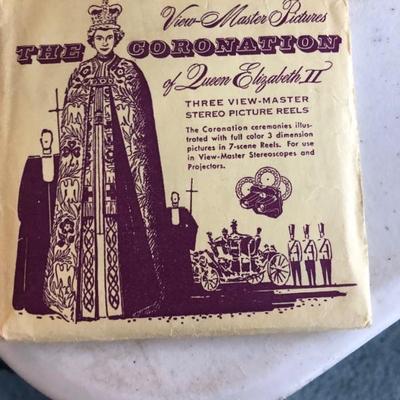 View-Master Pictures
THE CORONATION
of Queen Elizabeth II
THREE VIEW-MASTER
STEREO PICTURE REELS
The Coronation ceremonies illus-
trated with full color 3 dimension
pictures in 7-scene Reels. For use
in View-Master Stereoscopes and
Projectors.